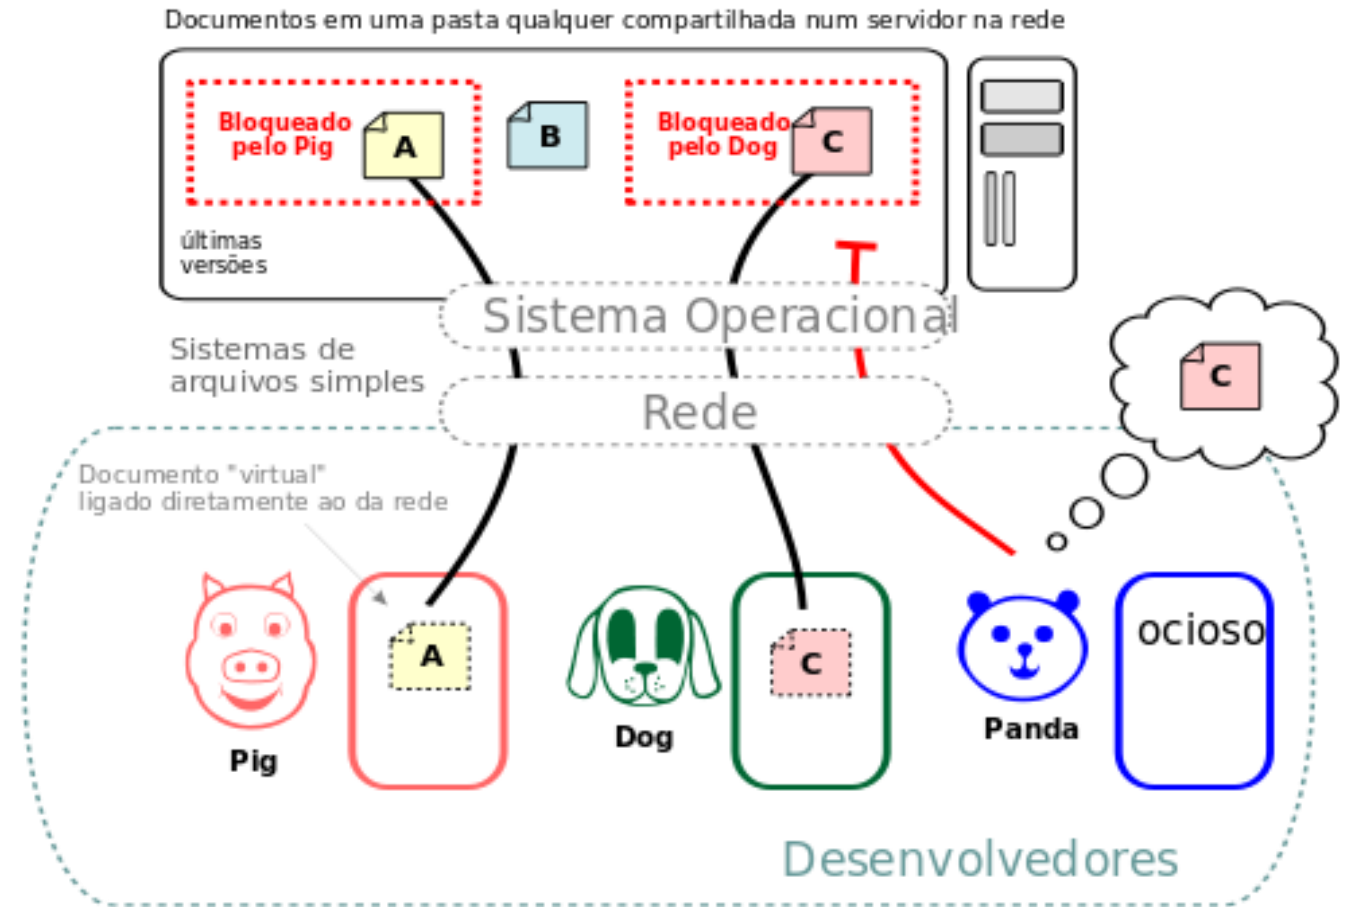 Documentos em uma pasta qualquer compartilhada num servidor na rede
Bloqueado
pelo Pig
A
B
Bloqueado
pelo Dog
C
últimas
versões
Sistema Operacional
Sistemas de
arquivos simples
C
Rede
Documento "virtual"
ligado diretamente ao da rede
A
C
ocioso
Pig
Dog
Panda
Desenvolvedores